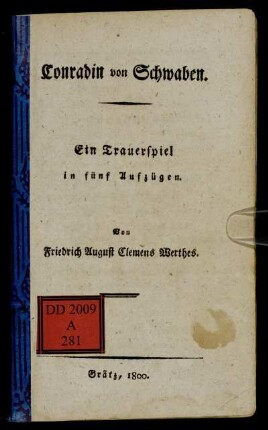 Conradin von Schwaben.
Ein Trauerspiel
in fünf Aufzügen.
Von
Friedrich August Clemens Werthes.
DD 2009
A
281
Grätz, 1800.